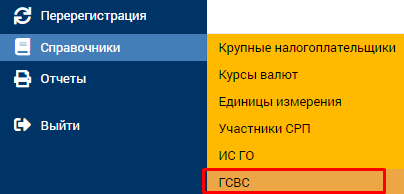 Перерегистрация
Справочники
Отчеты
Выйти
Крупные налогоплательщики
Курсы валют
Единицы измерения
Участники СРП
ИС ГО
ГСВС